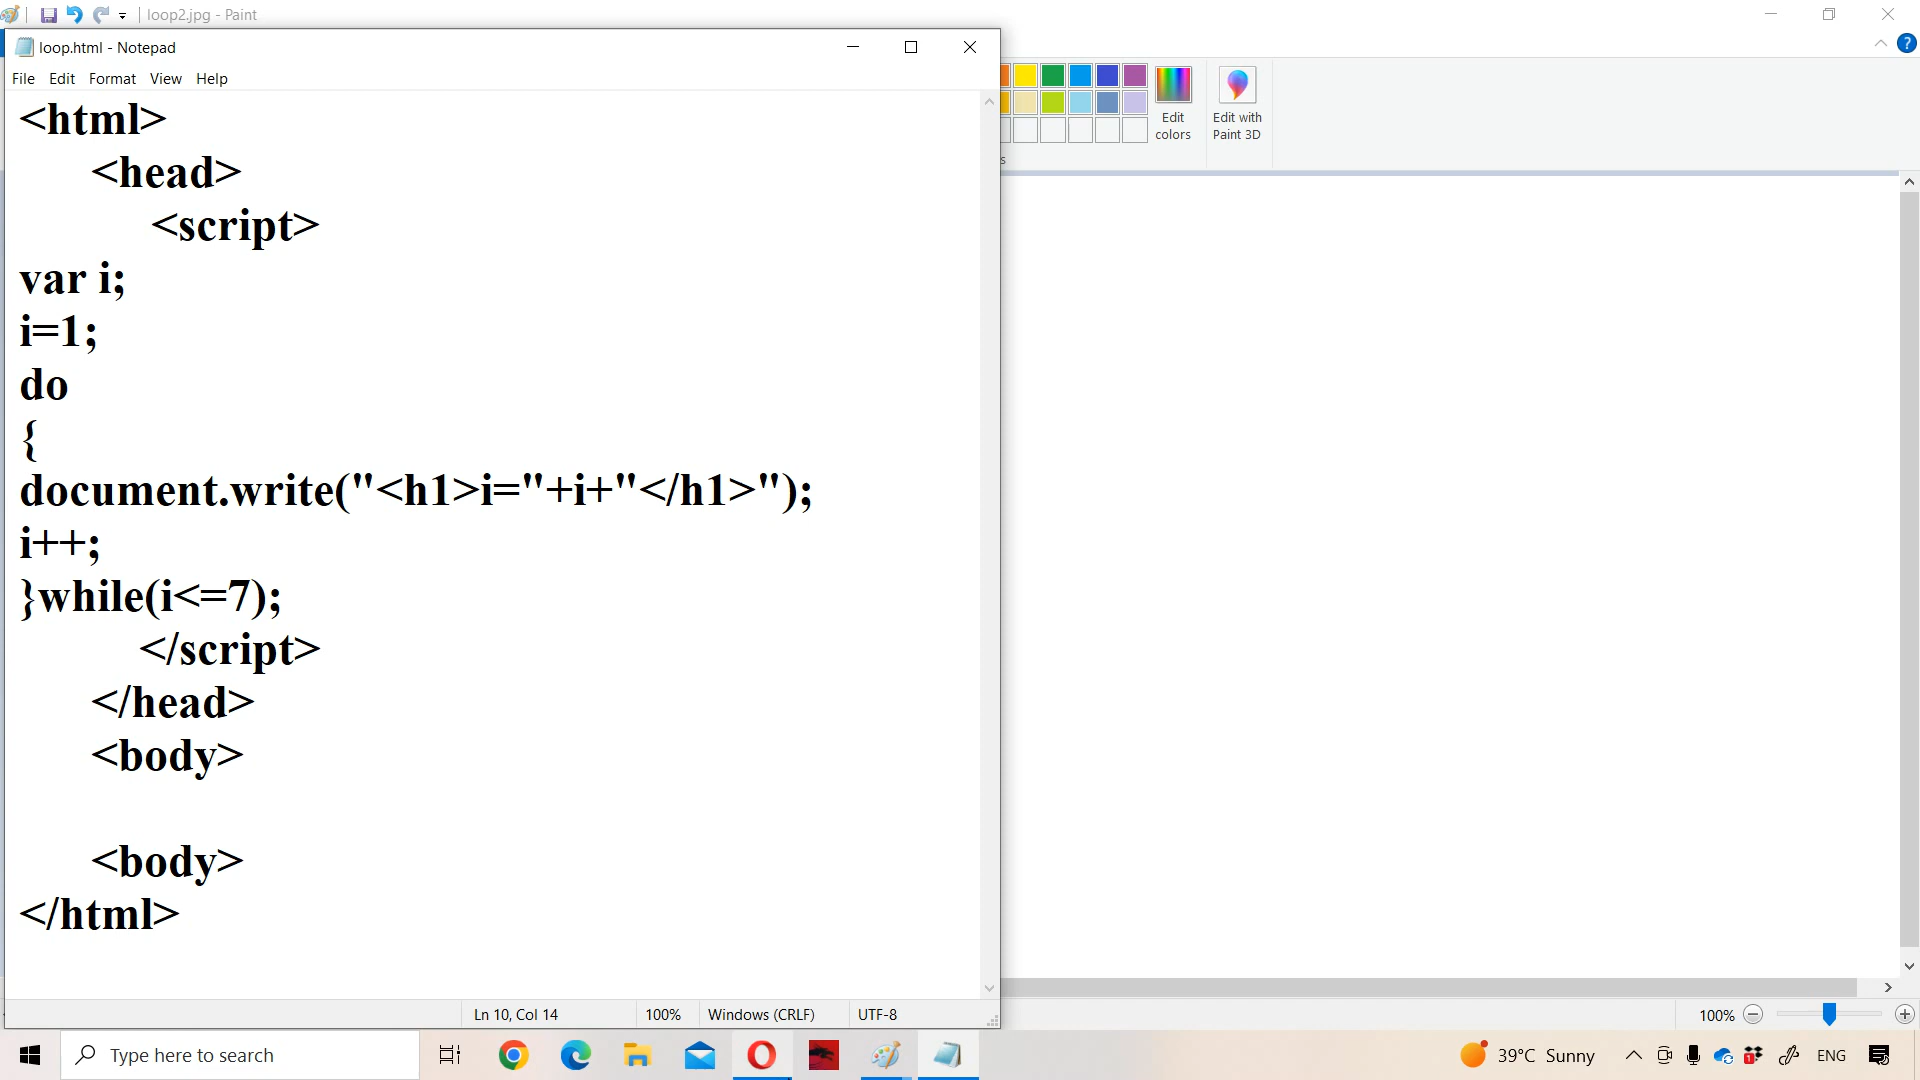 loop2.jpg - Paint
loop.html - Notepad
File Edit Format View Help
<html>
<head>
<script>
var i;
i=1;
do
{
document.write("<h1>i="+i+"</h1>");
i++;
}while(i<=7);
</script>
</head>
<body>
<body>
</html>
Edit colors
Edit with Paint 3D
s
Ln 10, Col 14
100%
Windows (CRLF)
UTF-8
100%
Type here to search
39°C Sunny
ENG